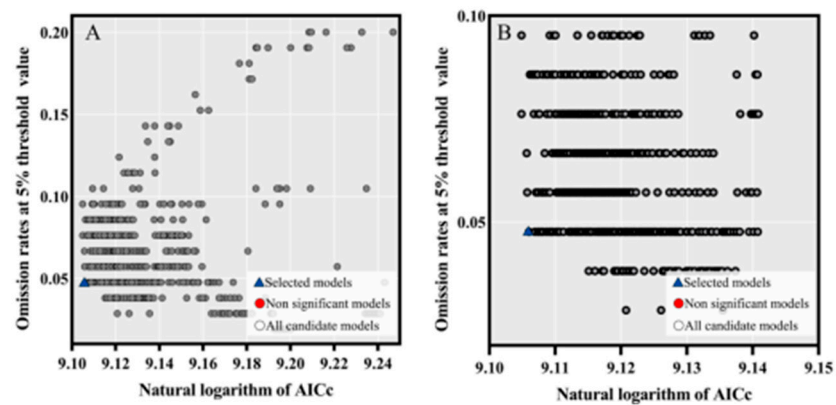 A
Omission rates at 5% threshold value
0.20
0.15
0.10
0.05
Selected models
Non significant models
All candidate models
9.10 9.12 9.14 9.16 9.18 9.20 9.22 9.24
Natural logarithm of AICc
B
Omission rates at 5% threshold value
0.10
0.05
Selected models
Non significant models
All candidate models
9.10 9.11 9.12 9.13 9.14 9.15
Natural logarithm of AICc